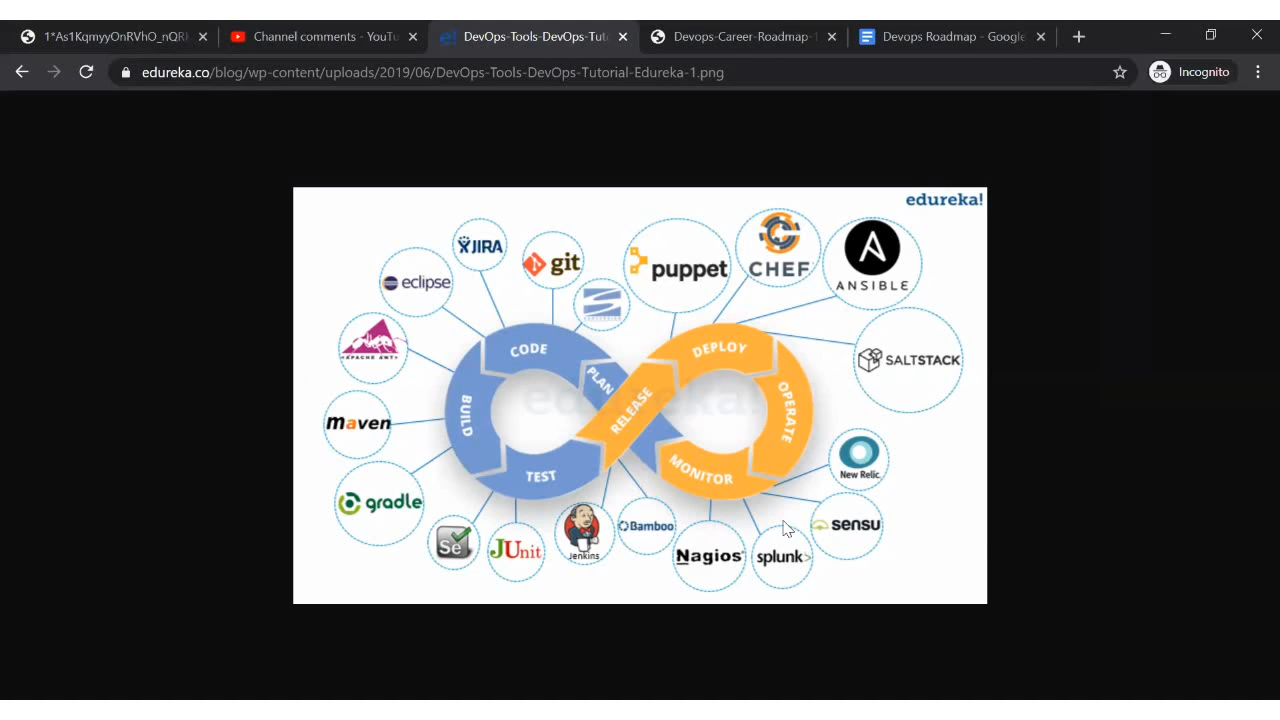 1*As1KqmyyOnRVhO_nQR
Channel comments - YouTu
DevOps-Tools-DevOps-Tut
Devops-Career-Roadmap-1
Devops Roadmap - Google
edureka.co/blog/wp-content/uploads/2019/06/DevOps-Tools-DevOps-Tutorial-Edureka-1.png
Incognito
edureka!
JIRA
git
puppet
CHEF
ANSIBLE
eclipse
APACHE ANT
SALTSTACK
maven
gradle
CODE
PLAN
BUILD
TEST
RELEASE
DEPLOY
OPERATE
MONITOR
edureka!
New Relic.
sensu
Se
JUnit
Jenkins
Bamboo
Nagios
splunk>